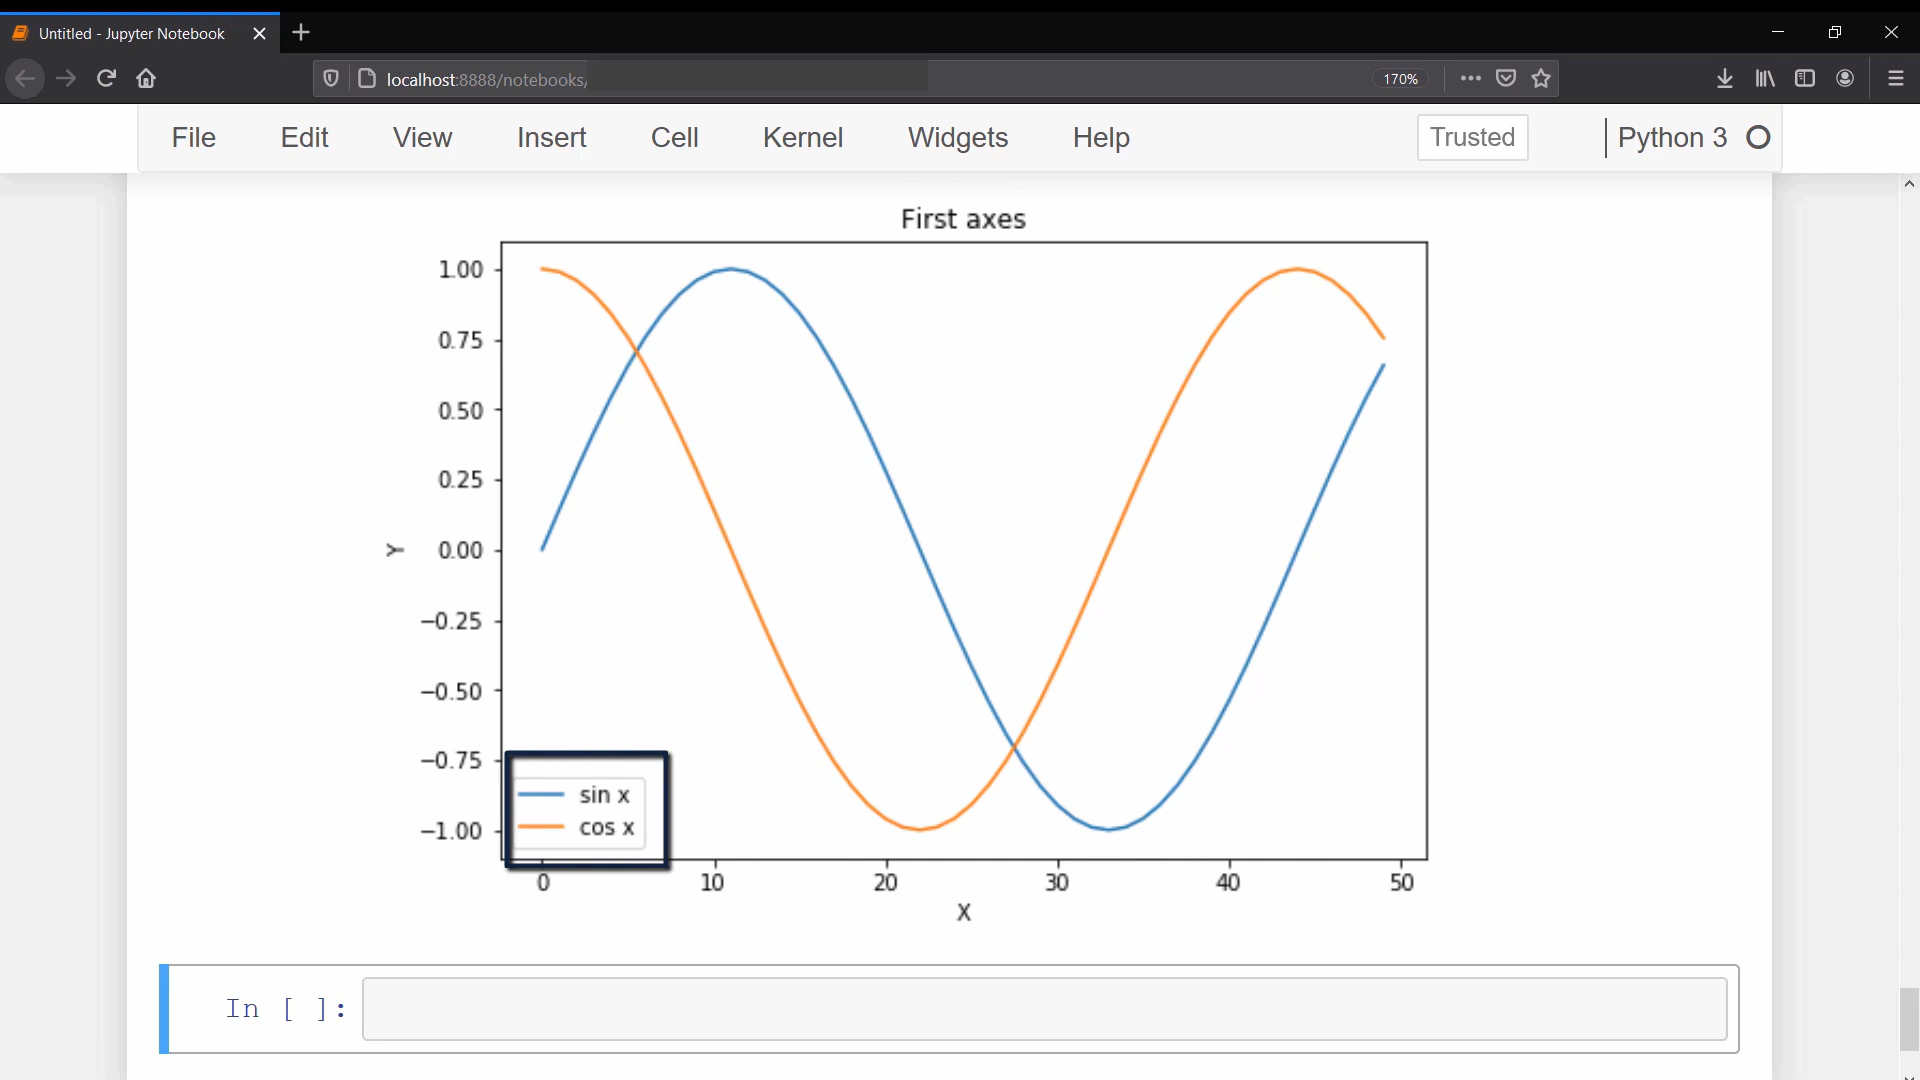 Untitled - Jupyter Notebook
localhost:8888/notebooks/
170%
File Edit View Insert Cell Kernel Widgets Help Trusted Python 3
First axes
1.00
0.75
0.50
0.25
Y 0.00
−0.25
−0.50
−0.75
−1.00
sin x
cos x
0 10 20 30 40 50
X
In [ ]: